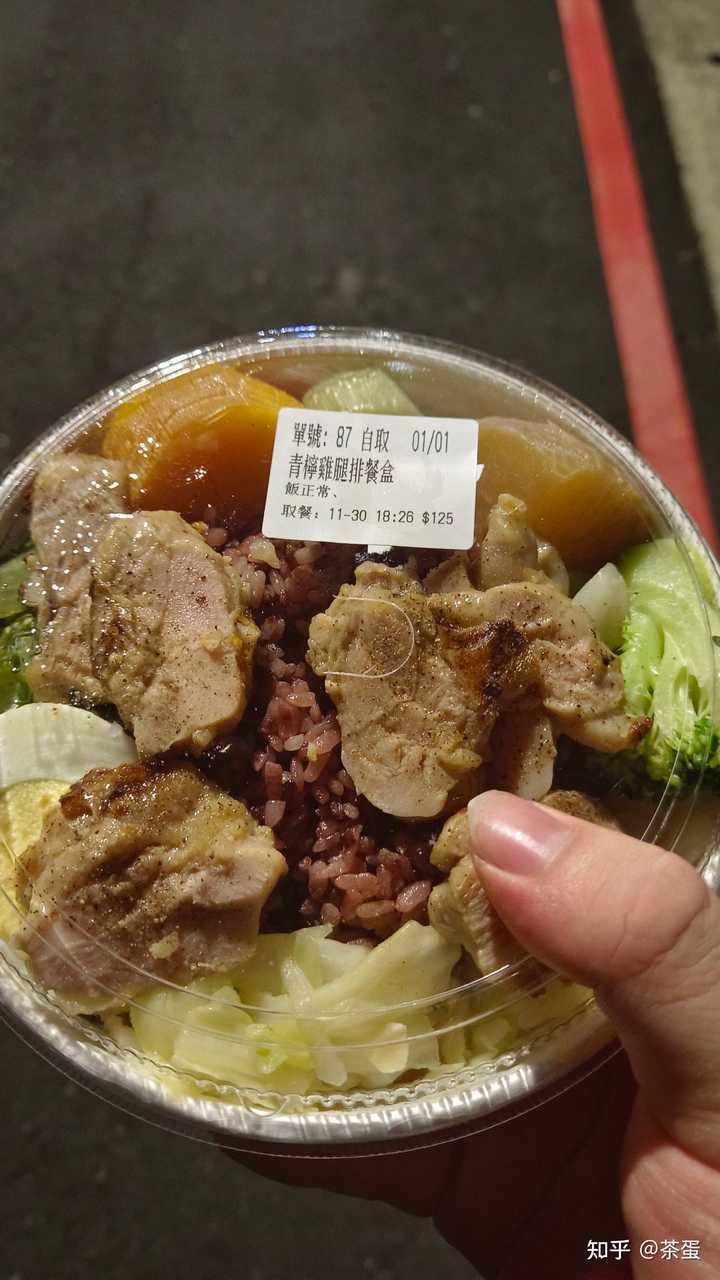 單號: 87 自取 01/01
青檸雞腿排餐盒
飯正常、
取餐: 11-30 18:26 $125
知乎 @茶蛋